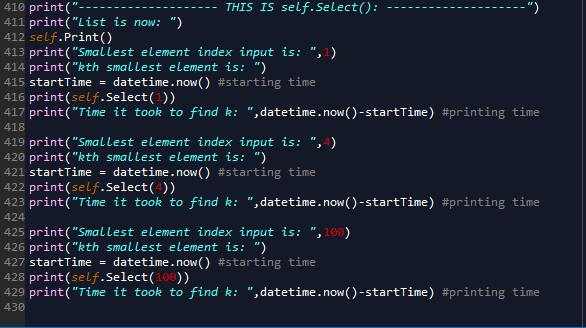 410 print("-------------------- THIS IS self.Select(): --------------------")
411 print("List is now: ")
412 self.Print()
413 print("Smallest element index input is: ",1)
414 print("kth smallest element is: ")
415 startTime = datetime.now() #starting time
416 print(self.Select(1))
417 print("Time it took to find k: ",datetime.now()-startTime) #printing time
418
419 print("Smallest element index input is: ",4)
420 print("kth smallest element is: ")
421 startTime = datetime.now() #starting time
422 print(self.Select(4))
423 print("Time it took to find k: ",datetime.now()-startTime) #printing time
424
425 print("Smallest element index input is: ",100)
426 print("kth smallest element is: ")
427 startTime = datetime.now() #starting time
428 print(self.Select(100))
429 print("Time it took to find k: ",datetime.now()-startTime) #printing time
430